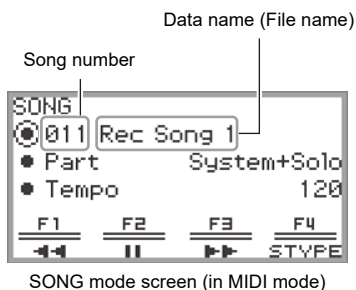 Data name (File name)
Song number
SONG
011 Rec Song 1
Part System+Solo
Tempo 120
F1 F2 F3 F4
STYPE
SONG mode screen (in MIDI mode)